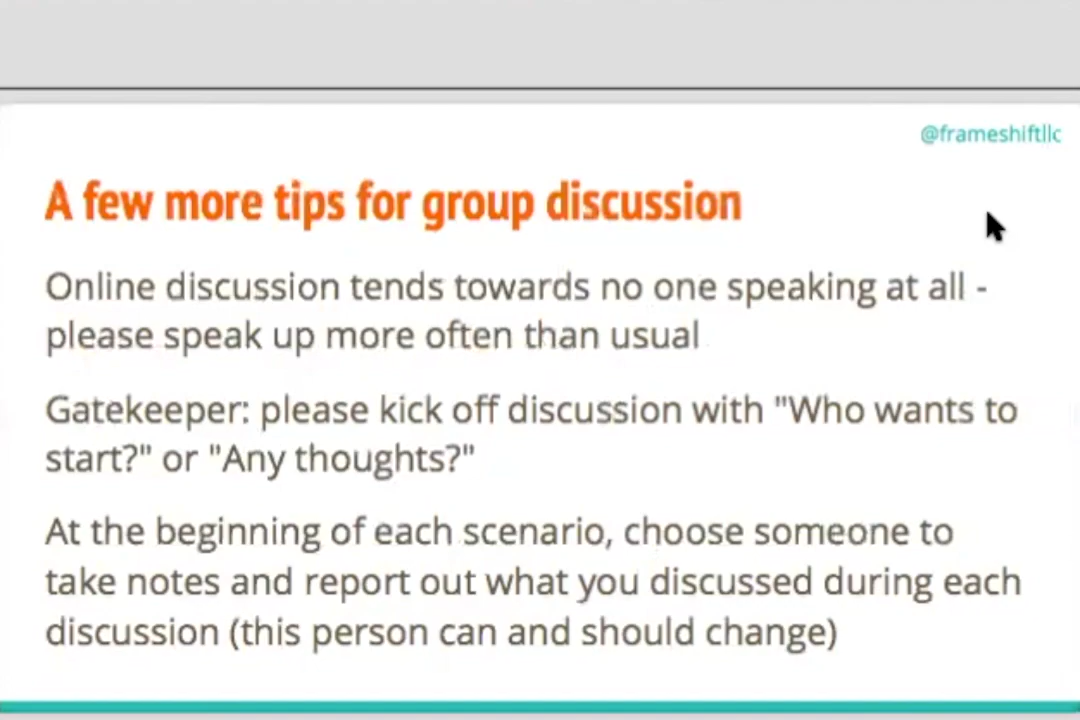 @frameshiftllc
A few more tips for group discussion
Online discussion tends towards no one speaking at all -
please speak up more often than usual
Gatekeeper: please kick off discussion with "Who wants to
start?" or "Any thoughts?"
At the beginning of each scenario, choose someone to
take notes and report out what you discussed during each
discussion (this person can and should change)